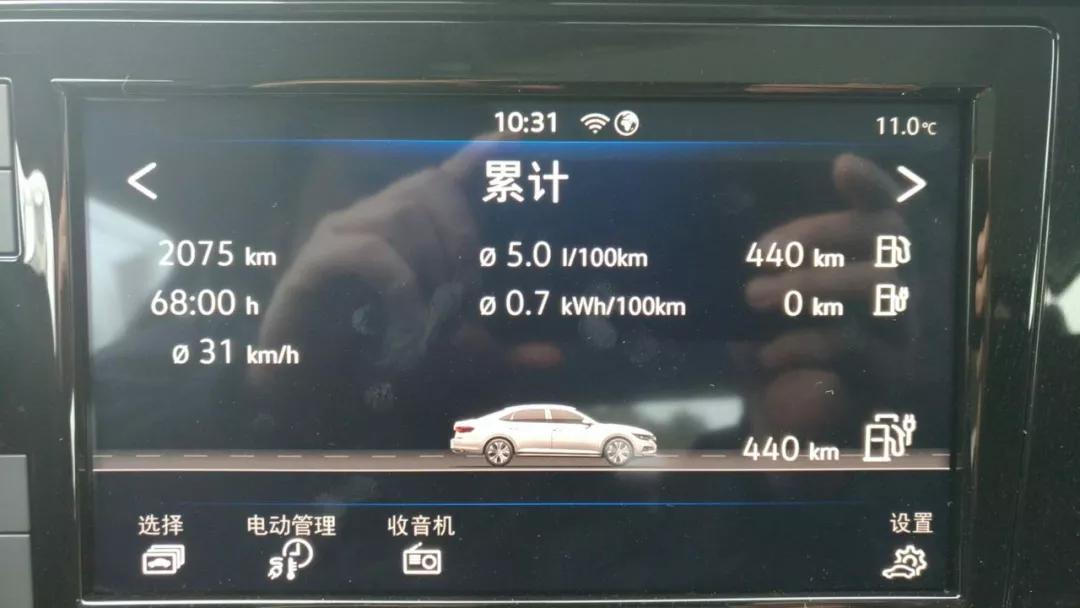 10:31
11.0℃
<
累计
>
2075 km
ø 5.0 l/100km
440 km
68:00 h
ø 0.7 kWh/100km
0 km
ø 31 km/h
440 km
选择
电动管理
收音机
设置